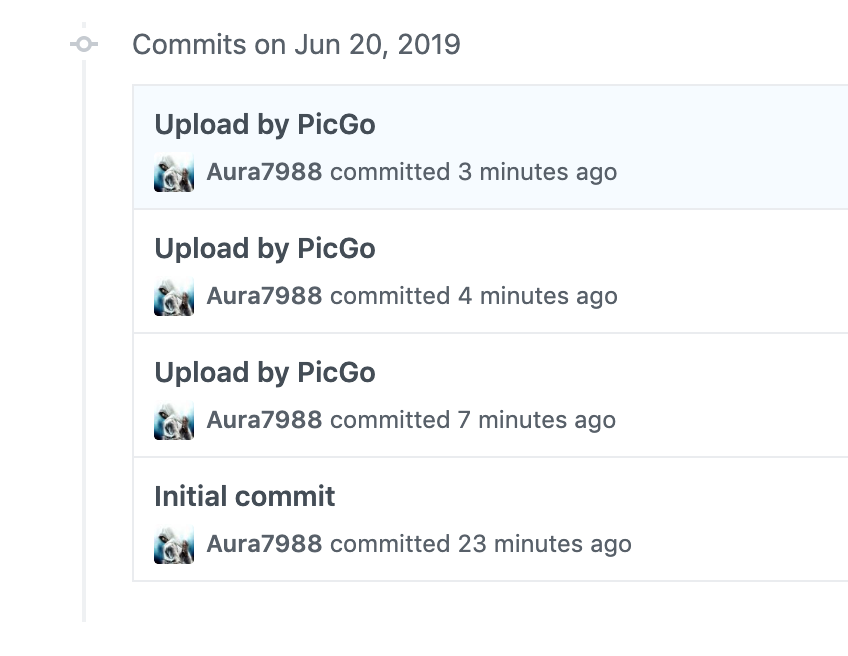 Commits on Jun 20, 2019
Upload by PicGo
Aura7988 committed 3 minutes ago
Upload by PicGo
Aura7988 committed 4 minutes ago
Upload by PicGo
Aura7988 committed 7 minutes ago
Initial commit
Aura7988 committed 23 minutes ago